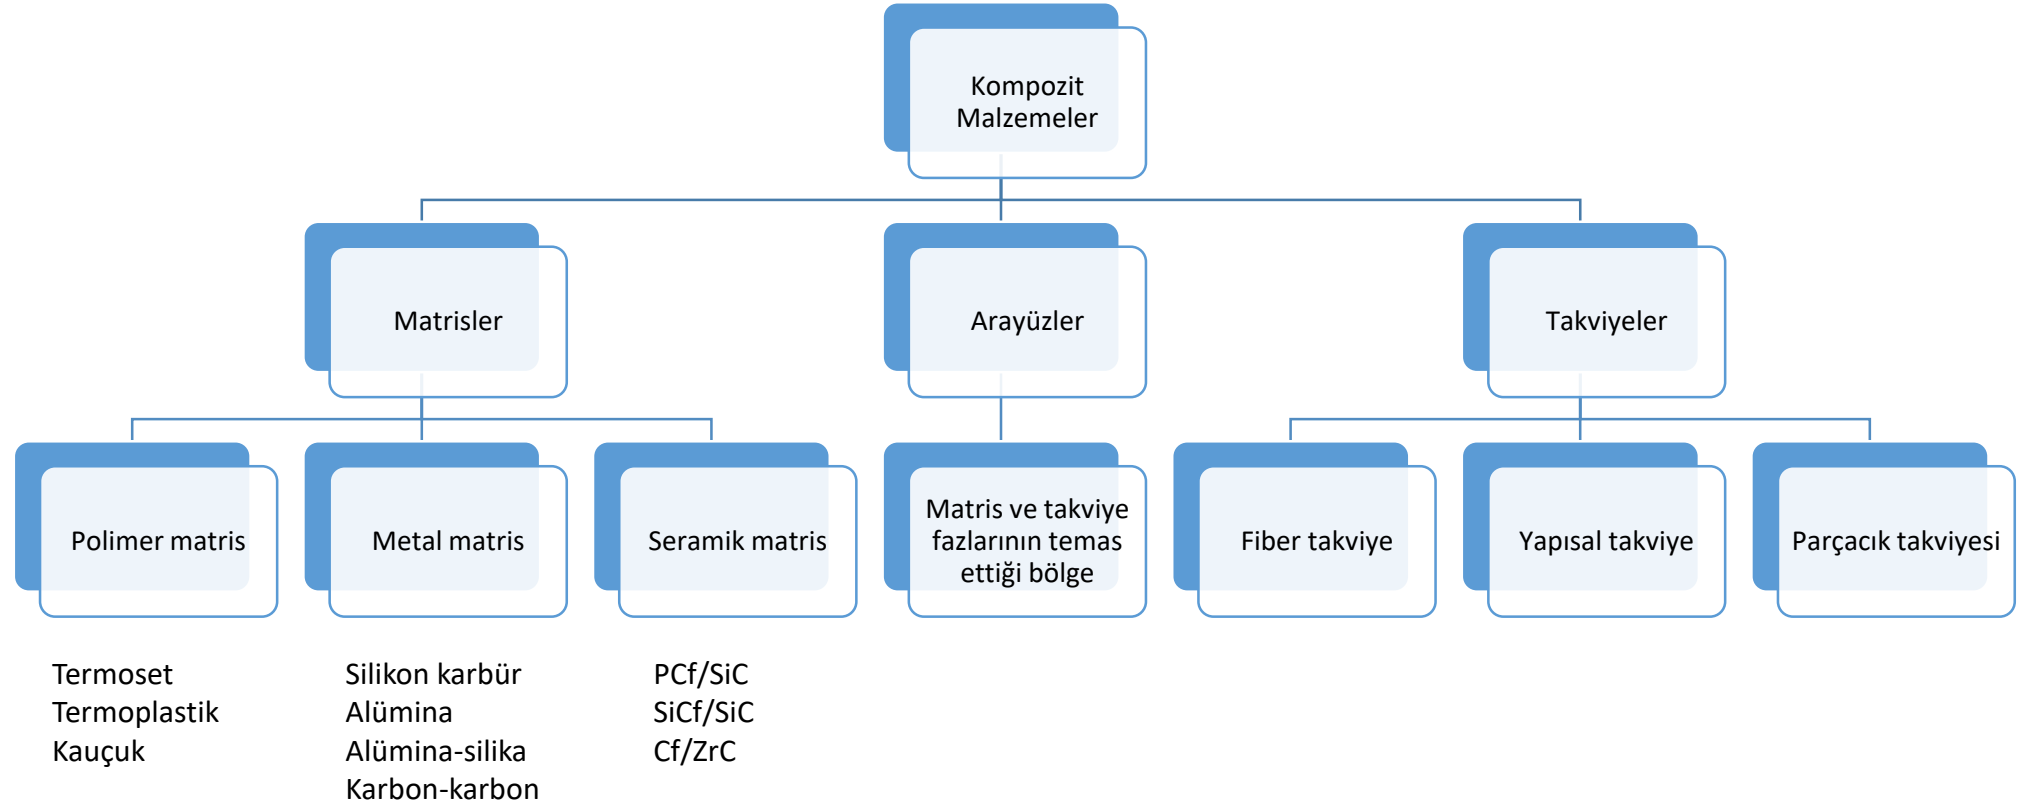 Kompozit
Malzemeler
Matrisler
Arayüzler
Takviyeler
Polimer matris
Metal matris
Seramik matris
Matris ve takviye
fazlarının temas
ettiği bölge
Fiber takviye
Yapısal takviye
Parçacık takviyesi
Termoset
Termoplastik
Kauçuk
Silikon karbür
Alümina
Alümina-silika
Karbon-karbon
PCf/SiC
SiCf/SiC
Cf/ZrC